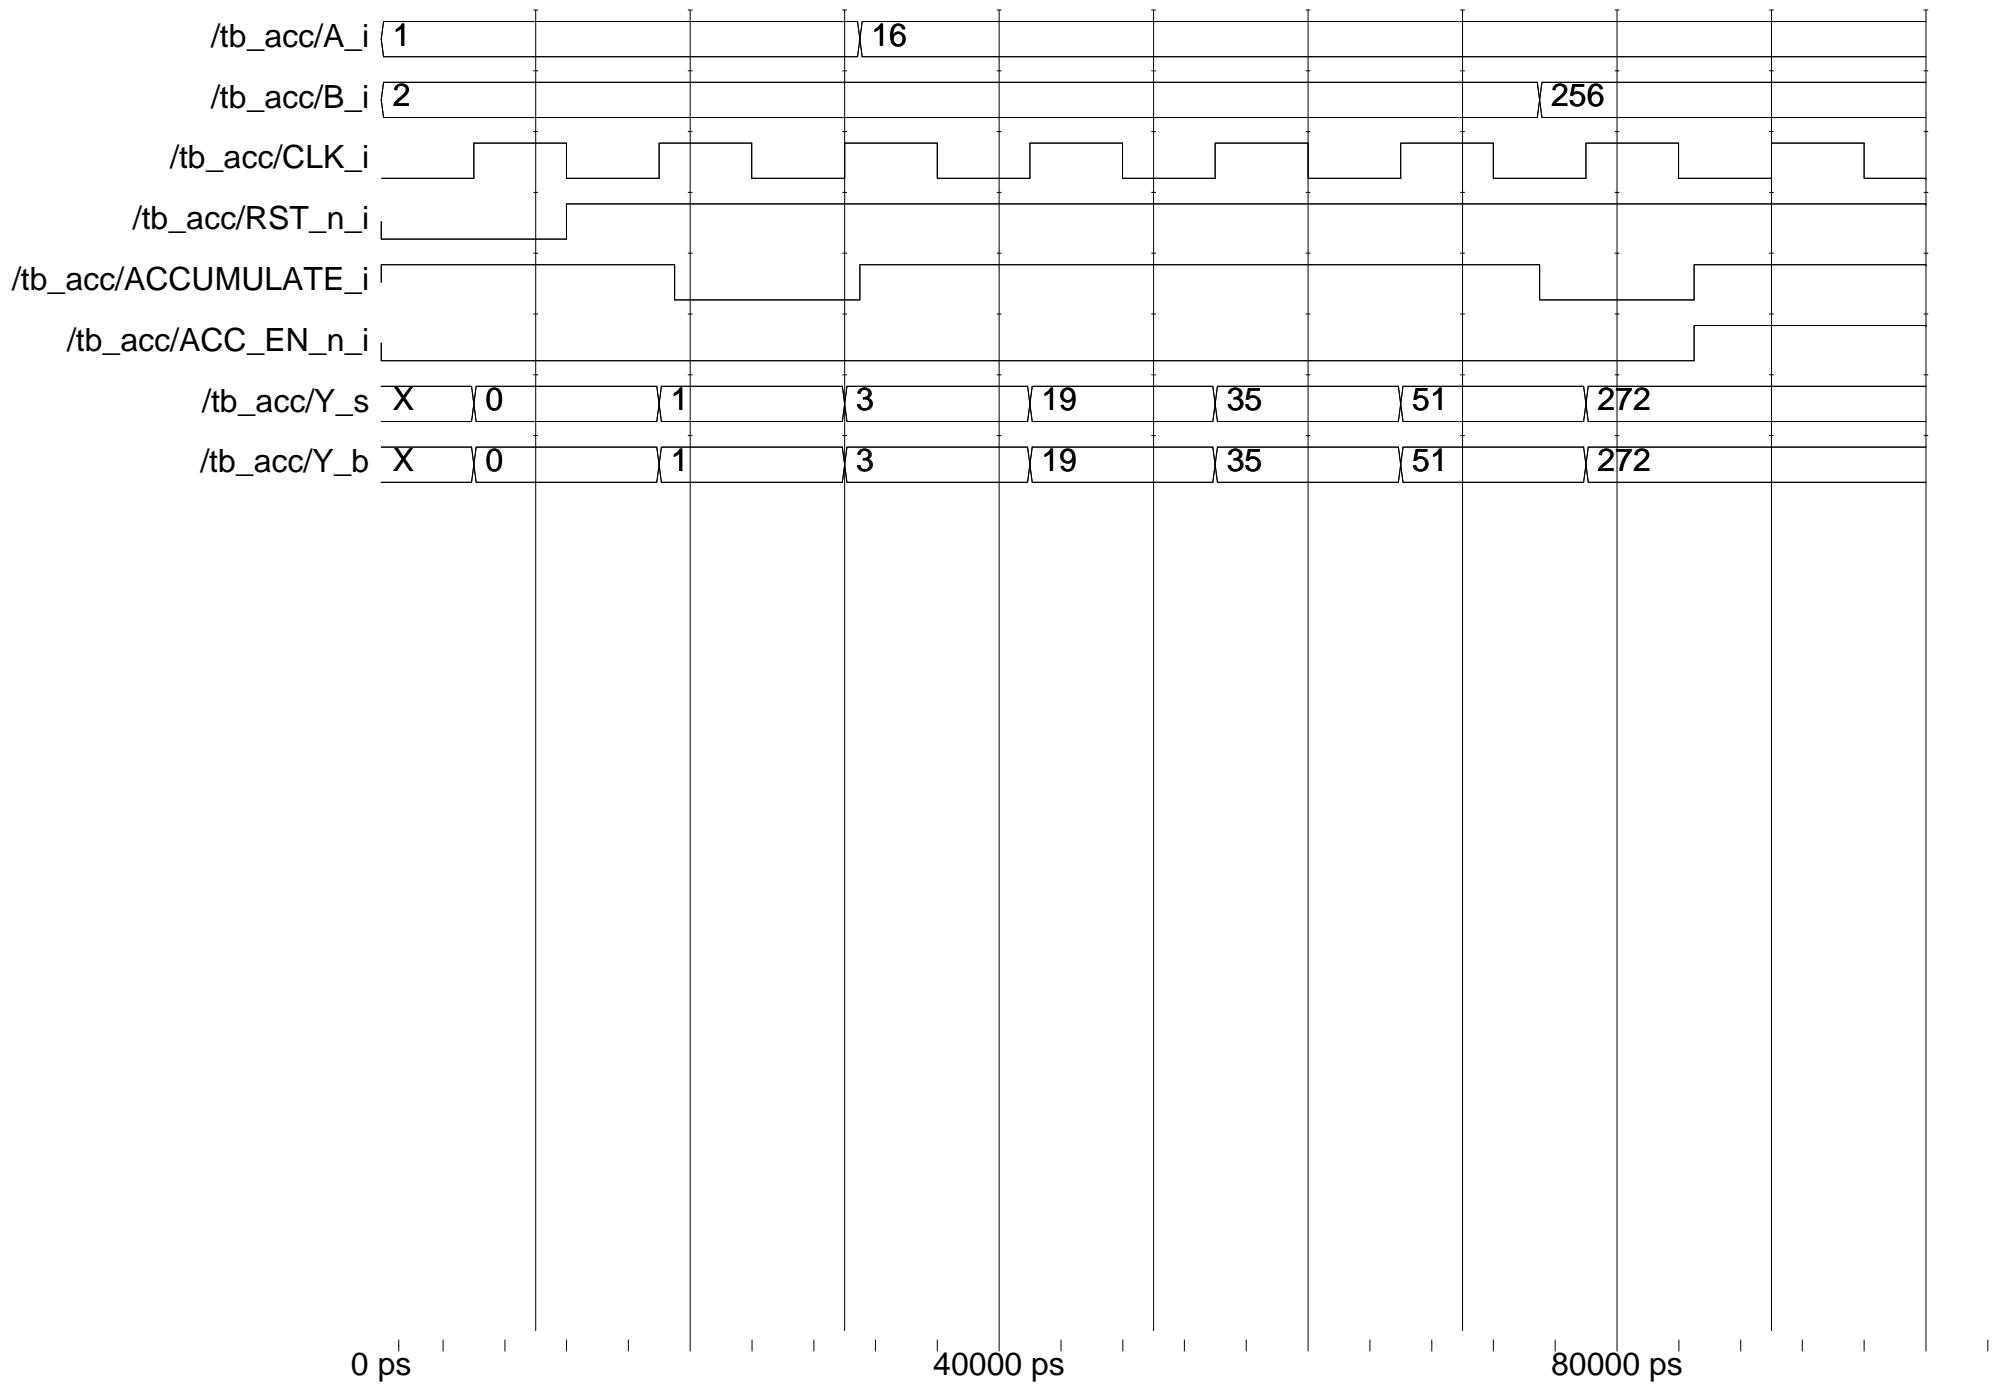 /tb_acc/A_i 1 16
/tb_acc/B_i 2 256
/tb_acc/CLK_i
/tb_acc/RST_n_i
/tb_acc/ACCUMULATE_i
/tb_acc/ACC_EN_n_i
/tb_acc/Y_s X 0 1 3 19 35 51 272
/tb_acc/Y_b X 0 1 3 19 35 51 272
0 ps 40000 ps 80000 ps